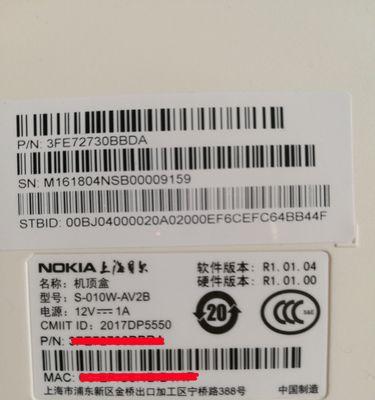 P/N: 3FE72730BBDA
SN: M161804NSB00009159
STBID: 00BJ04000020A02000EF6CEFC64BB44F
NOKIA 上海贝尔
软件版本: R1.01.04
名称: 机顶盒
硬件版本: R1.01.00
型号: S-010W-AV2B
电源: 12V⎓1A
CMIIT ID: 2017DP5550
20
CCC
P/N:
MAC:
上海市浦东新区金桥出口加工区宁桥路388号
中国制造